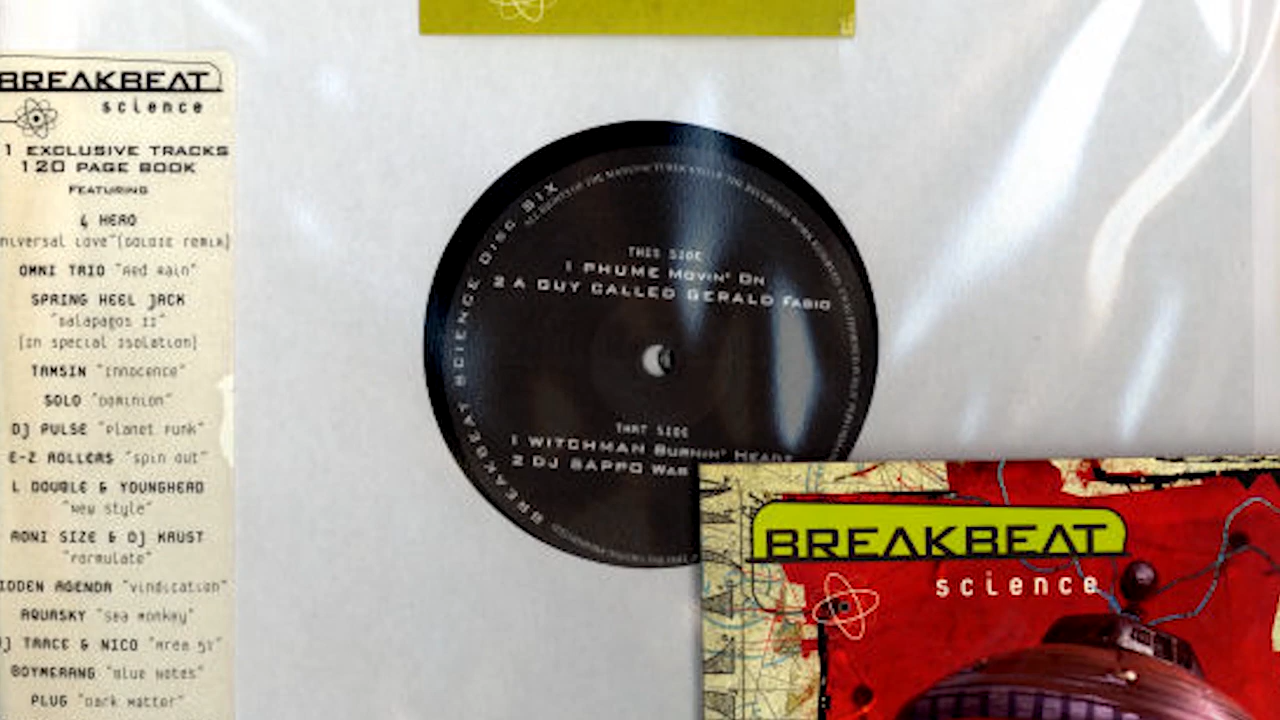 BREAKBEAT
science
1 EXCLUSIVE TRACKS
120 PAGE BOOK
FEATURING
4 HERO
niversal Love"(Goldie remix)
OMNI TRIO "Red Rain"
SPRING HEEL JACK
"Galapagos II"
(In special isolation)
TAMSIN "Innocence"
SOLO "Dominion"
DJ PULSE "Planet Funk"
E-Z ROLLERS "Spin out"
L DOUBLE & YOUNGHEAD
"New Style"
RONI SIZE & DJ KRUST
"Formulate"
IDDEN AGENDA "Vindication"
AQUASKY "Sea Monkey"
DJ TRACE & NICO "Area 51"
BOYMERANG "Blue Notes"
PLUG "Dark Matter"
BREAKBEAT SCIENCE DISC SIX
THIS SIDE
1 PHUME MOVIN' ON
2 A GUY CALLED GERALD FABIO
THAT SIDE
1 WITCHMAN BURNIN' HEADS
2 DJ SAPPO WAR
BREAKBEAT
science